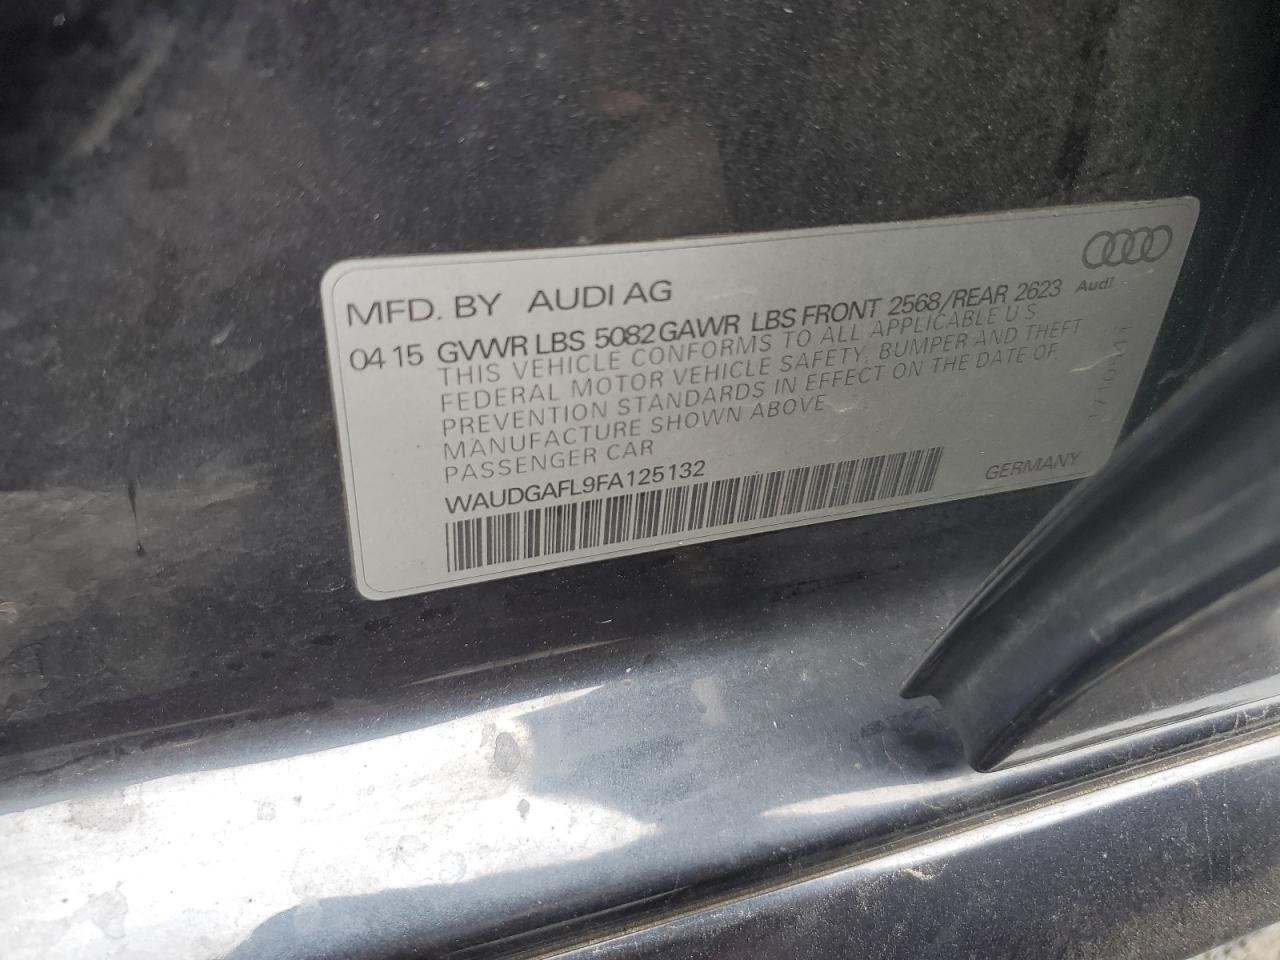 MFD. BY AUDI AG
Audi
04 15 GVWR LBS 5082 GAWR LBS FRONT 2568/REAR 2623
THIS VEHICLE CONFORMS TO ALL APPLICABLE U S
FEDERAL MOTOR VEHICLE SAFETY, BUMPER AND THEFT
PREVENTION STANDARDS IN EFFECT ON THE DATE OF
MANUFACTURE SHOWN ABOVE
PASSENGER CAR
WAUDGAFL9FA125132
GERMANY